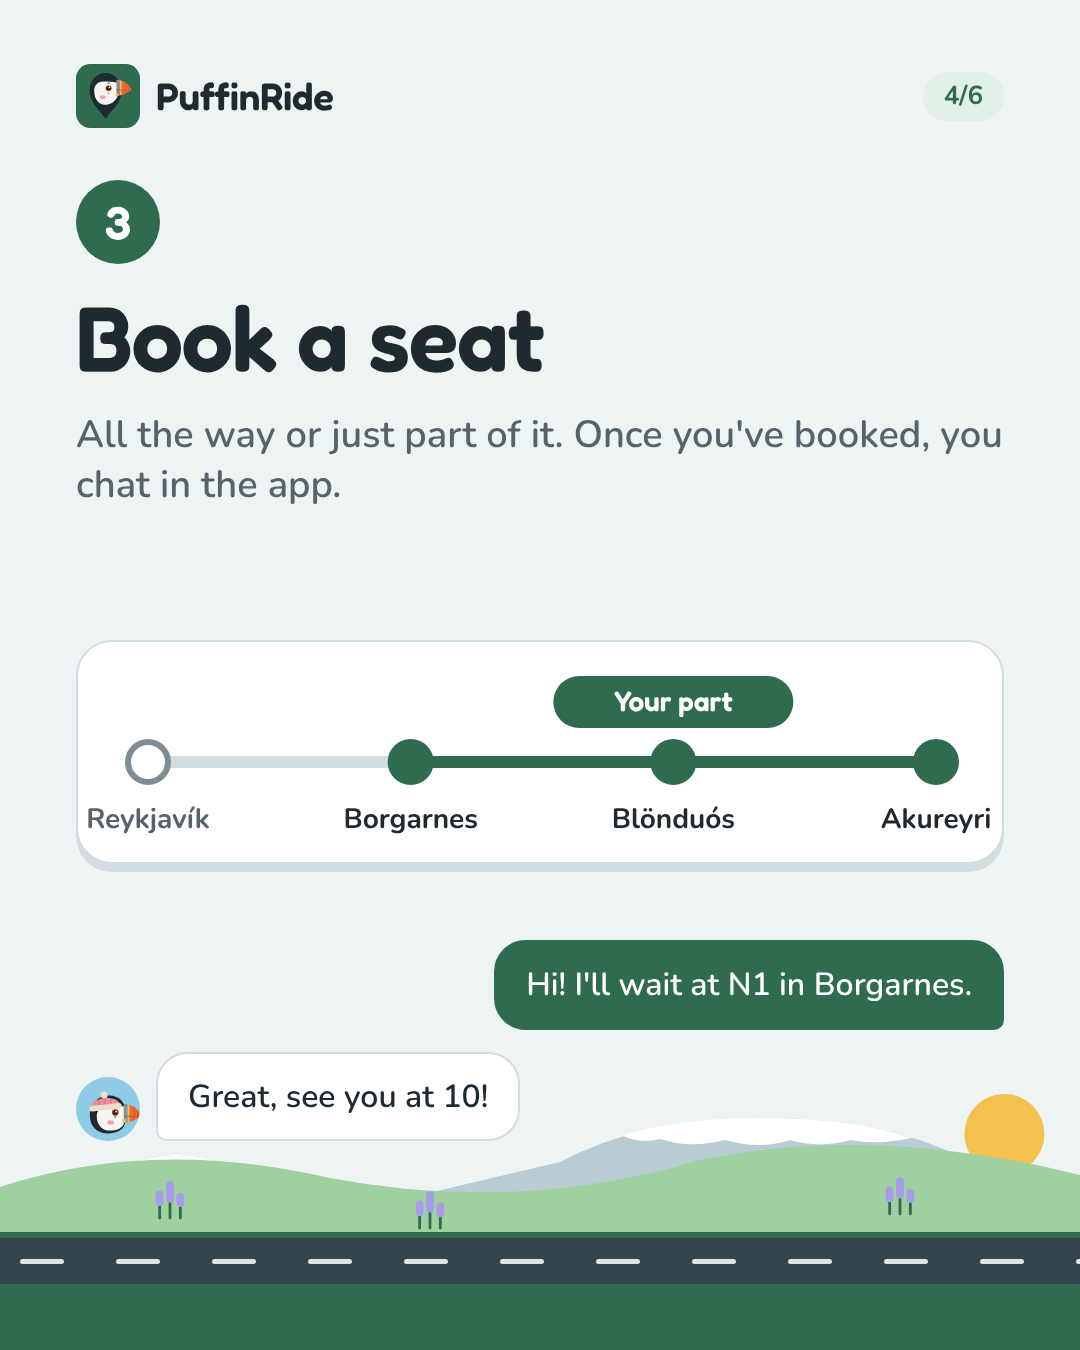 PuffinRide
4/6
3
Book a seat
All the way or just part of it. Once you've booked, you
chat in the app.
Your part
Reykjavík
Borgarnes
Blönduós
Akureyri
Hi! I'll wait at N1 in Borgarnes.
Great, see you at 10!